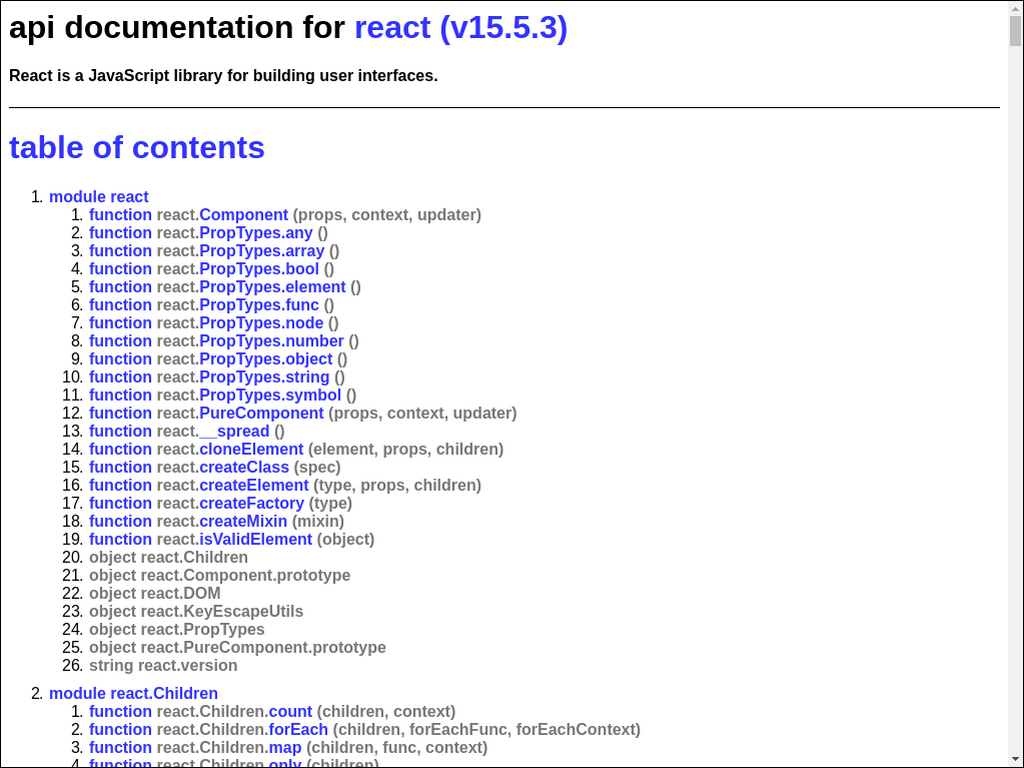 api documentation for react (v15.5.3)
React is a JavaScript library for building user interfaces.
table of contents
1. module react
1. function react.Component (props, context, updater)
2. function react.PropTypes.any ()
3. function react.PropTypes.array ()
4. function react.PropTypes.bool ()
5. function react.PropTypes.element ()
6. function react.PropTypes.func ()
7. function react.PropTypes.node ()
8. function react.PropTypes.number ()
9. function react.PropTypes.object ()
10. function react.PropTypes.string ()
11. function react.PropTypes.symbol ()
12. function react.PureComponent (props, context, updater)
13. function react.__spread ()
14. function react.cloneElement (element, props, children)
15. function react.createClass (spec)
16. function react.createElement (type, props, children)
17. function react.createFactory (type)
18. function react.createMixin (mixin)
19. function react.isValidElement (object)
20. object react.Children
21. object react.Component.prototype
22. object react.DOM
23. object react.KeyEscapeUtils
24. object react.PropTypes
25. object react.PureComponent.prototype
26. string react.version
2. module react.Children
1. function react.Children.count (children, context)
2. function react.Children.forEach (children, forEachFunc, forEachContext)
3. function react.Children.map (children, func, context)
4. function react.Children.only (children)